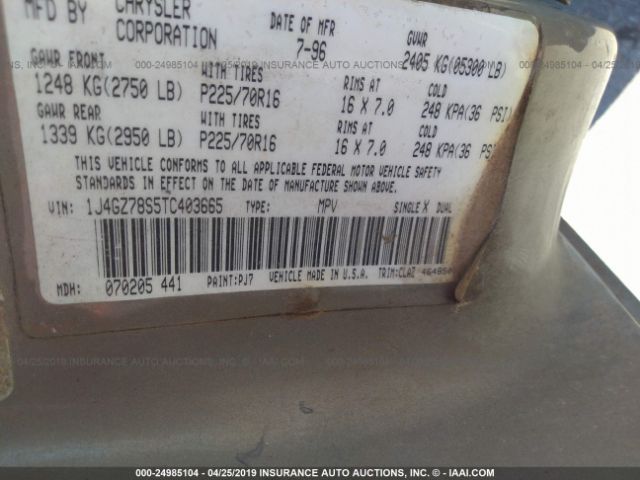 MFD BY CHRYSLER CORPORATION DATE OF MFR 7-96 GVWR 2405 KG(05300 LB)
GAWR FRONT WITH TIRES RIMS AT COLD
1248 KG(2750 LB) P225/70R16 16 X 7.0 248 KPA(36 PSI)
GAWR REAR WITH TIRES RIMS AT COLD
1339 KG(2950 LB) P225/70R16 16 X 7.0 248 KPA(36 PSI)
THIS VEHICLE CONFORMS TO ALL APPLICABLE FEDERAL MOTOR VEHICLE SAFETY
STANDARDS IN EFFECT ON THE DATE OF MANUFACTURE SHOWN ABOVE.
VIN: 1J4GZ78S5TC403665 TYPE: MPV SINGLE X DUAL
MDH: 070205 441 PAINT:PJ7 VEHICLE MADE IN U.S.A. TRIM:CLAZ
000-24985104 - 04/25/2019 INSURANCE AUTO AUCTIONS, INC. - © IAAI.COM